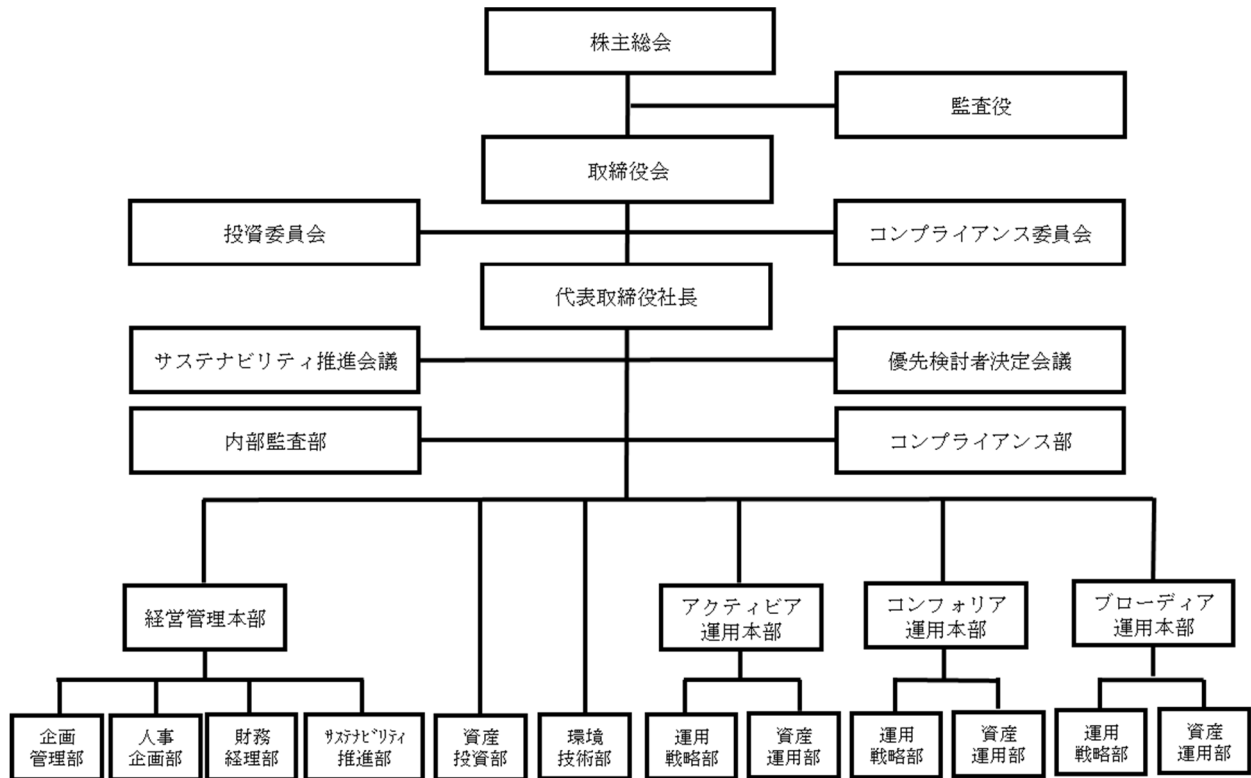 株主総会
監査役
取締役会
投資委員会
コンプライアンス委員会
代表取締役社長
サステナビリティ推進会議
優先検討者決定会議
内部監査部
コンプライアンス部
経営管理本部
アクティビア
運用本部
コンフォリア
運用本部
ブローディア
運用本部
企画
管理部
人事
企画部
財務
経理部
ｻｽﾃﾅﾋﾞﾘﾃｨ
推進部
資産
投資部
環境
技術部
運用
戦略部
資産
運用部
運用
戦略部
資産
運用部
運用
戦略部
資産
運用部